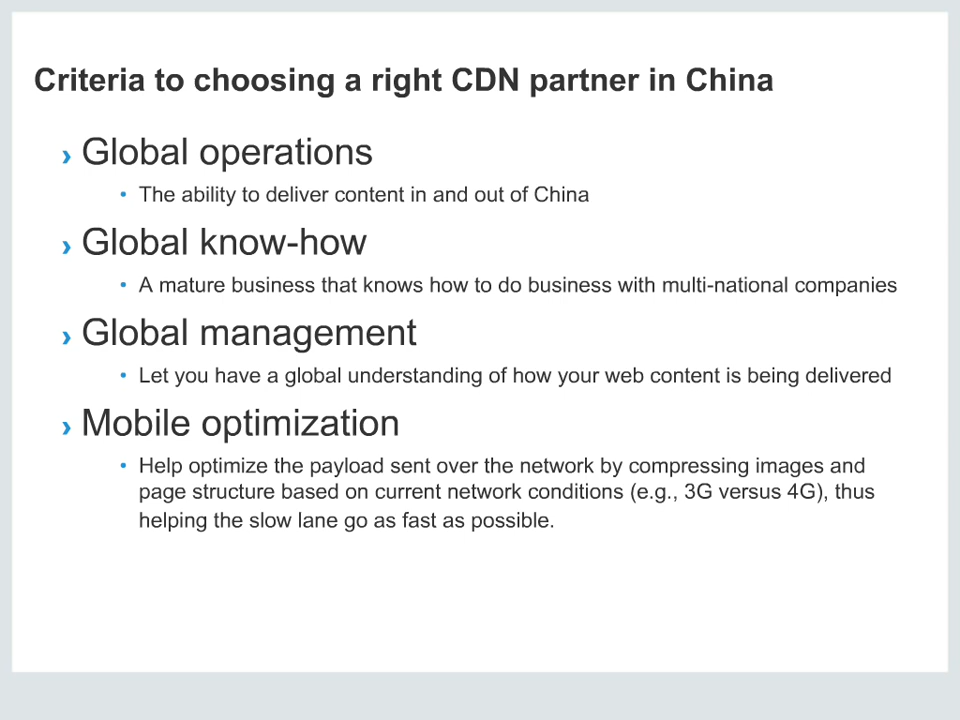 Criteria to choosing a right CDN partner in China
› Global operations
• The ability to deliver content in and out of China
› Global know-how
• A mature business that knows how to do business with multi-national companies
› Global management
• Let you have a global understanding of how your web content is being delivered
› Mobile optimization
• Help optimize the payload sent over the network by compressing images and
page structure based on current network conditions (e.g., 3G versus 4G), thus
helping the slow lane go as fast as possible.